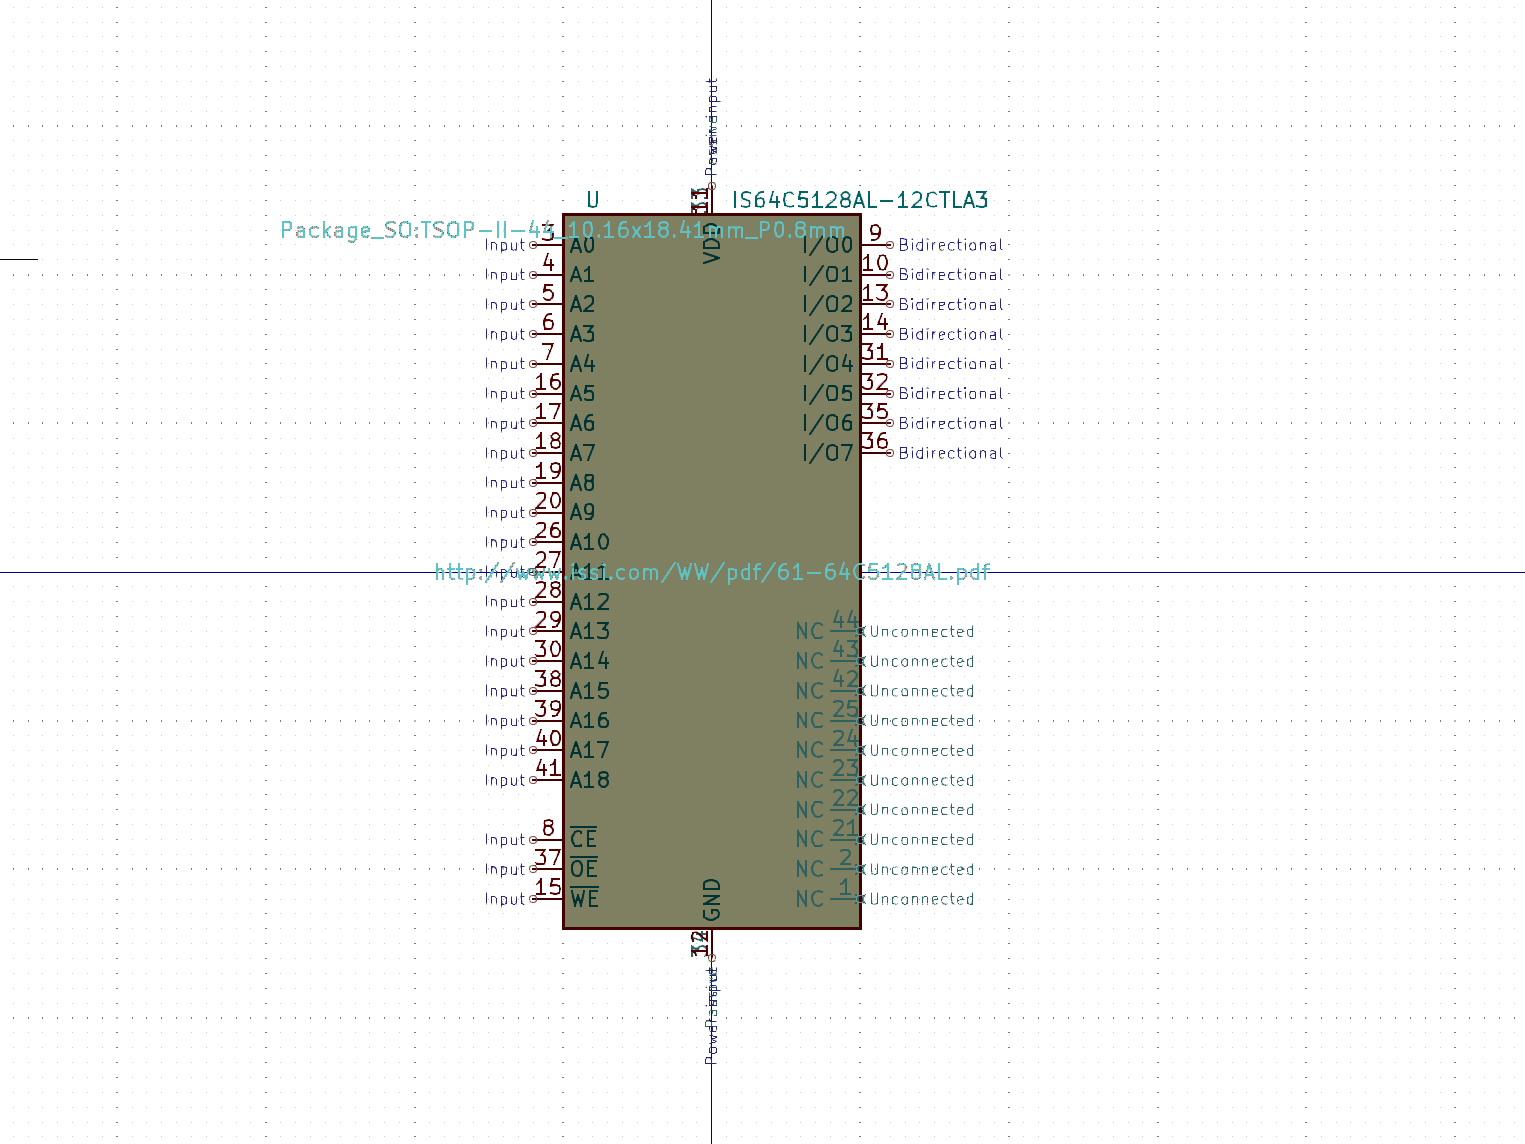 U IS64C5128AL-12CTLA3
Package_SO:TSOP-II-44_10.16x18.41mm_P0.8mm
VDD
Input 3 A0 I/O0 9 Bidirectional
Input 4 A1 I/O1 10 Bidirectional
Input 5 A2 I/O2 13 Bidirectional
Input 6 A3 I/O3 14 Bidirectional
Input 7 A4 I/O4 31 Bidirectional
Input 16 A5 I/O5 32 Bidirectional
Input 17 A6 I/O6 35 Bidirectional
Input 18 A7 I/O7 36 Bidirectional
Input 19 A8
Input 20 A9
Input 26 A10
Input 27 A11
http://www.issi.com/WW/pdf/61-64C5128AL.pdf
Input 28 A12
Input 29 A13 NC 44 Unconnected
Input 30 A14 NC 43 Unconnected
Input 38 A15 NC 42 Unconnected
Input 39 A16 NC 25 Unconnected
Input 40 A17 NC 24 Unconnected
Input 41 A18 NC 23 Unconnected
NC 22 Unconnected
Input 8 CE NC 21 Unconnected
Input 37 OE NC 2 Unconnected
Input 15 WE NC 1 Unconnected
GND